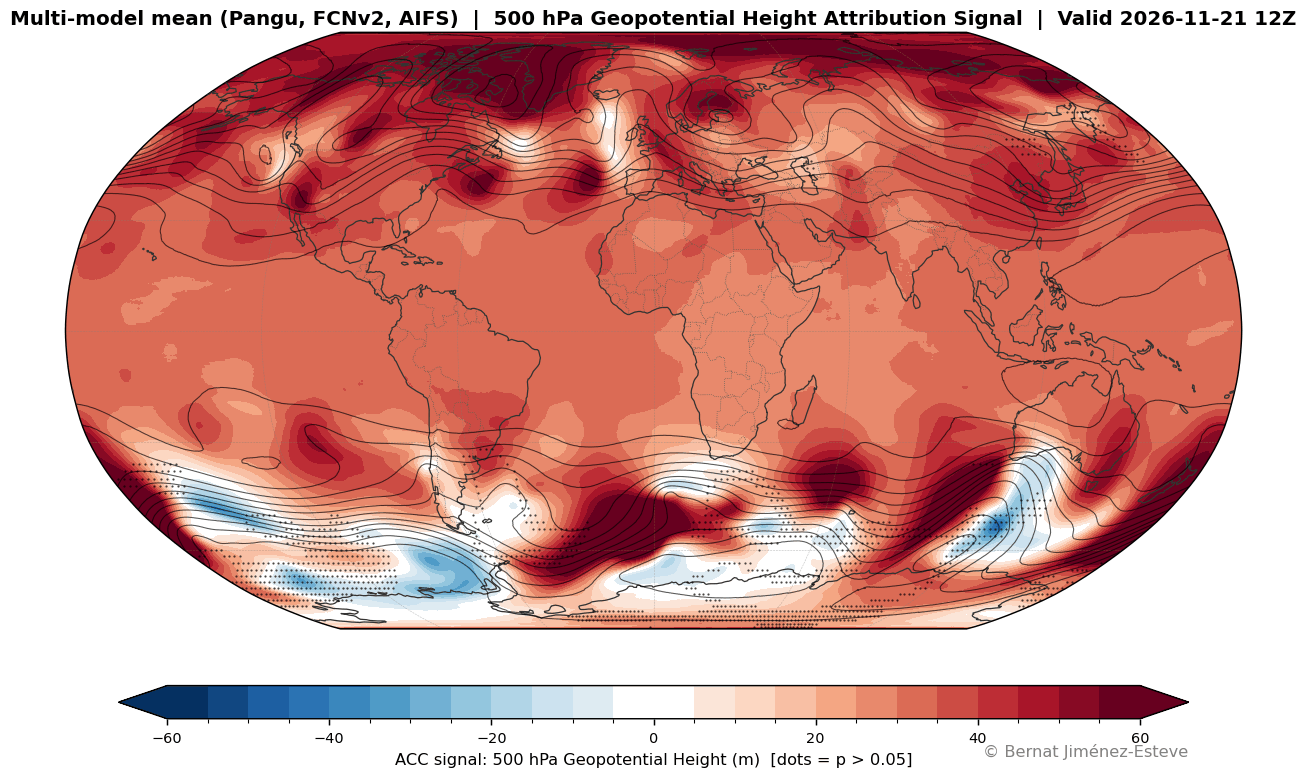 Multi-model mean (Pangu, FCNv2, AIFS)  |  500 hPa Geopotential Height Attribution Signal  |  Valid 2026-11-21 12Z
−60 −40 −20 0 20 40 60
ACC signal: 500 hPa Geopotential Height (m)  [dots = p > 0.05]
© Bernat Jiménez-Esteve